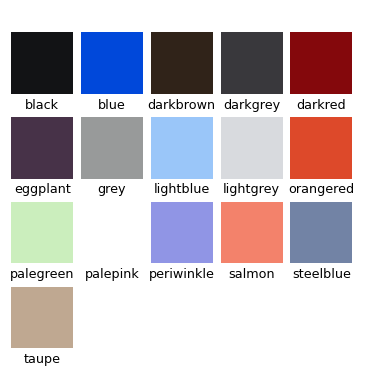 black blue darkbrown darkgrey darkred
eggplant grey lightblue lightgrey orangered
palegreen palepink periwinkle salmon steelblue
taupe